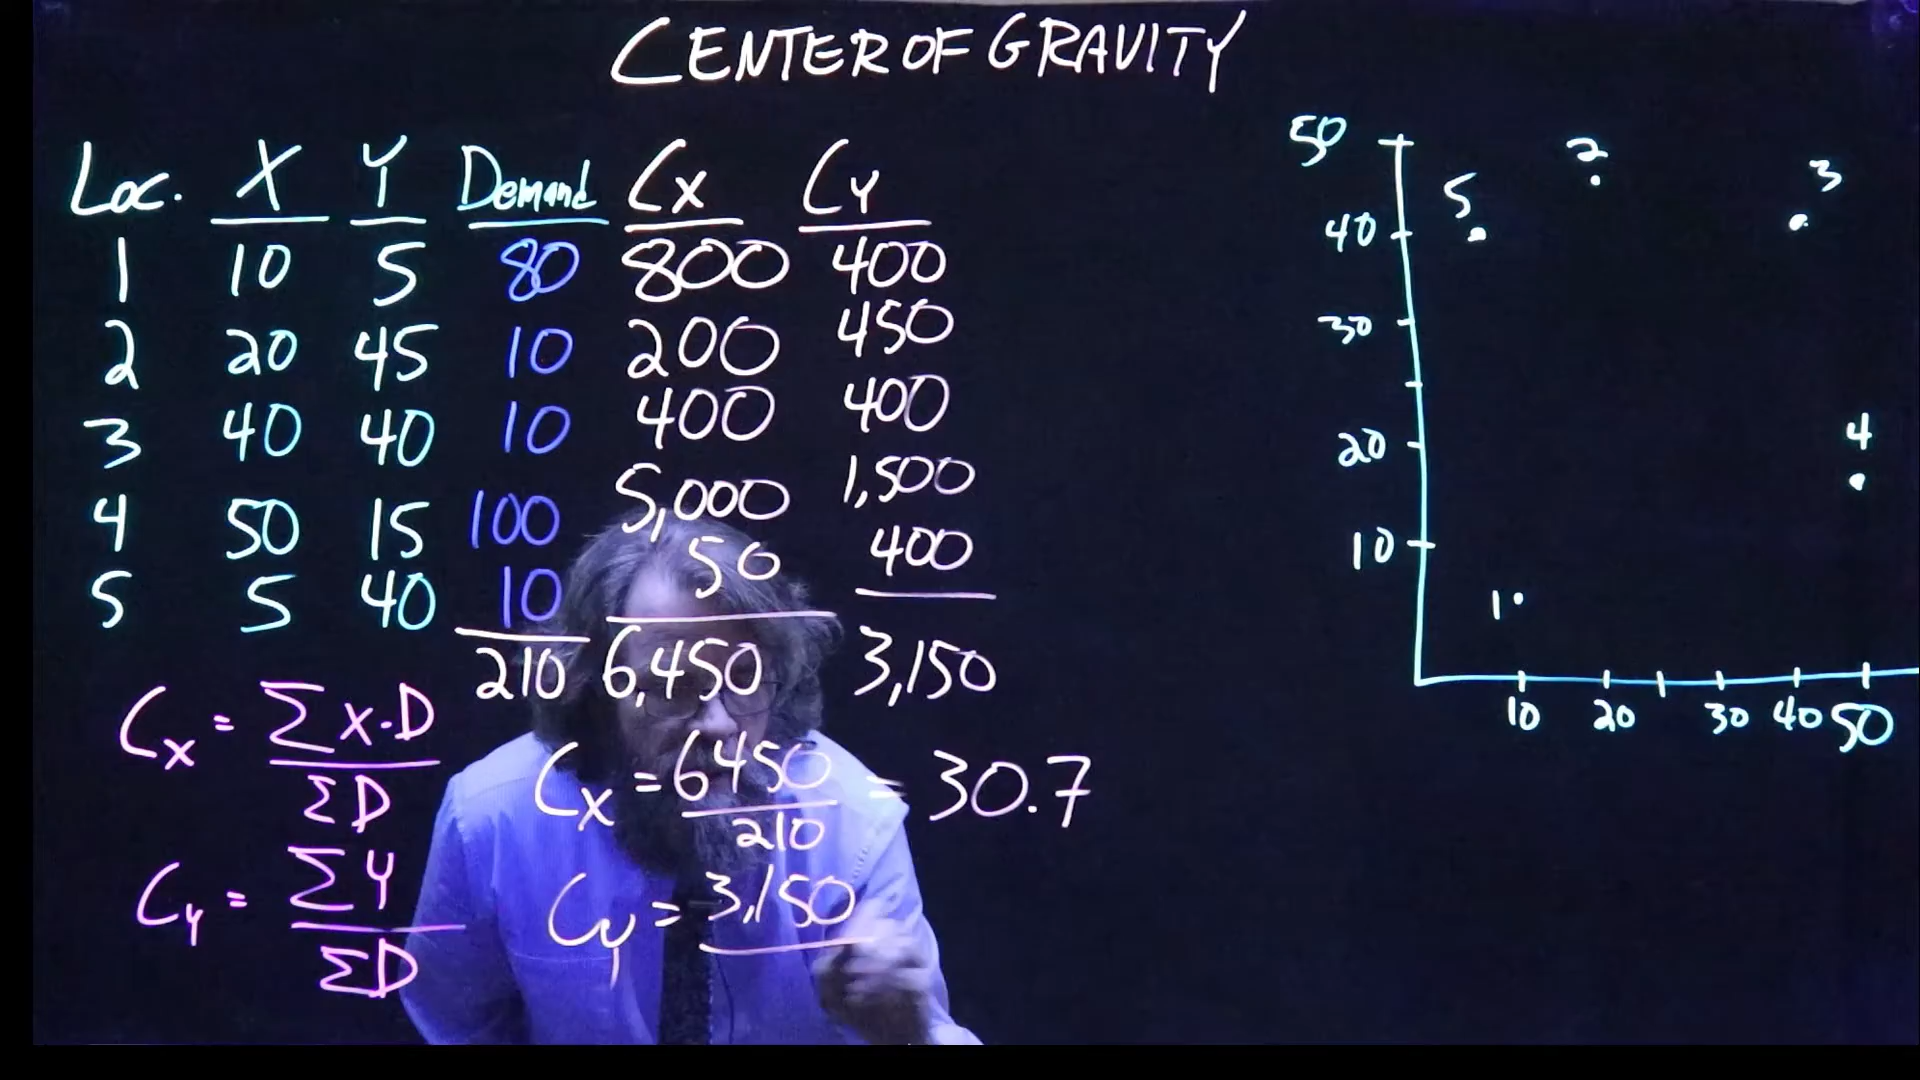 CENTER OF GRAVITY
Loc. X Y Demand Cx Cy
1 10 5 80 800 400
2 20 45 10 200 450
3 40 40 10 400 400
4 50 15 100 5,000 1,500
5 5 40 10 50 400
210 6,450 3,150
Cx = ΣX·D
ΣD
Cx = 6450 = 30.7
210
Cy = ΣY
ΣD
Cy = 3,150
50
40
30
20
10
10 20 30 40 50
5
2
3
4
1